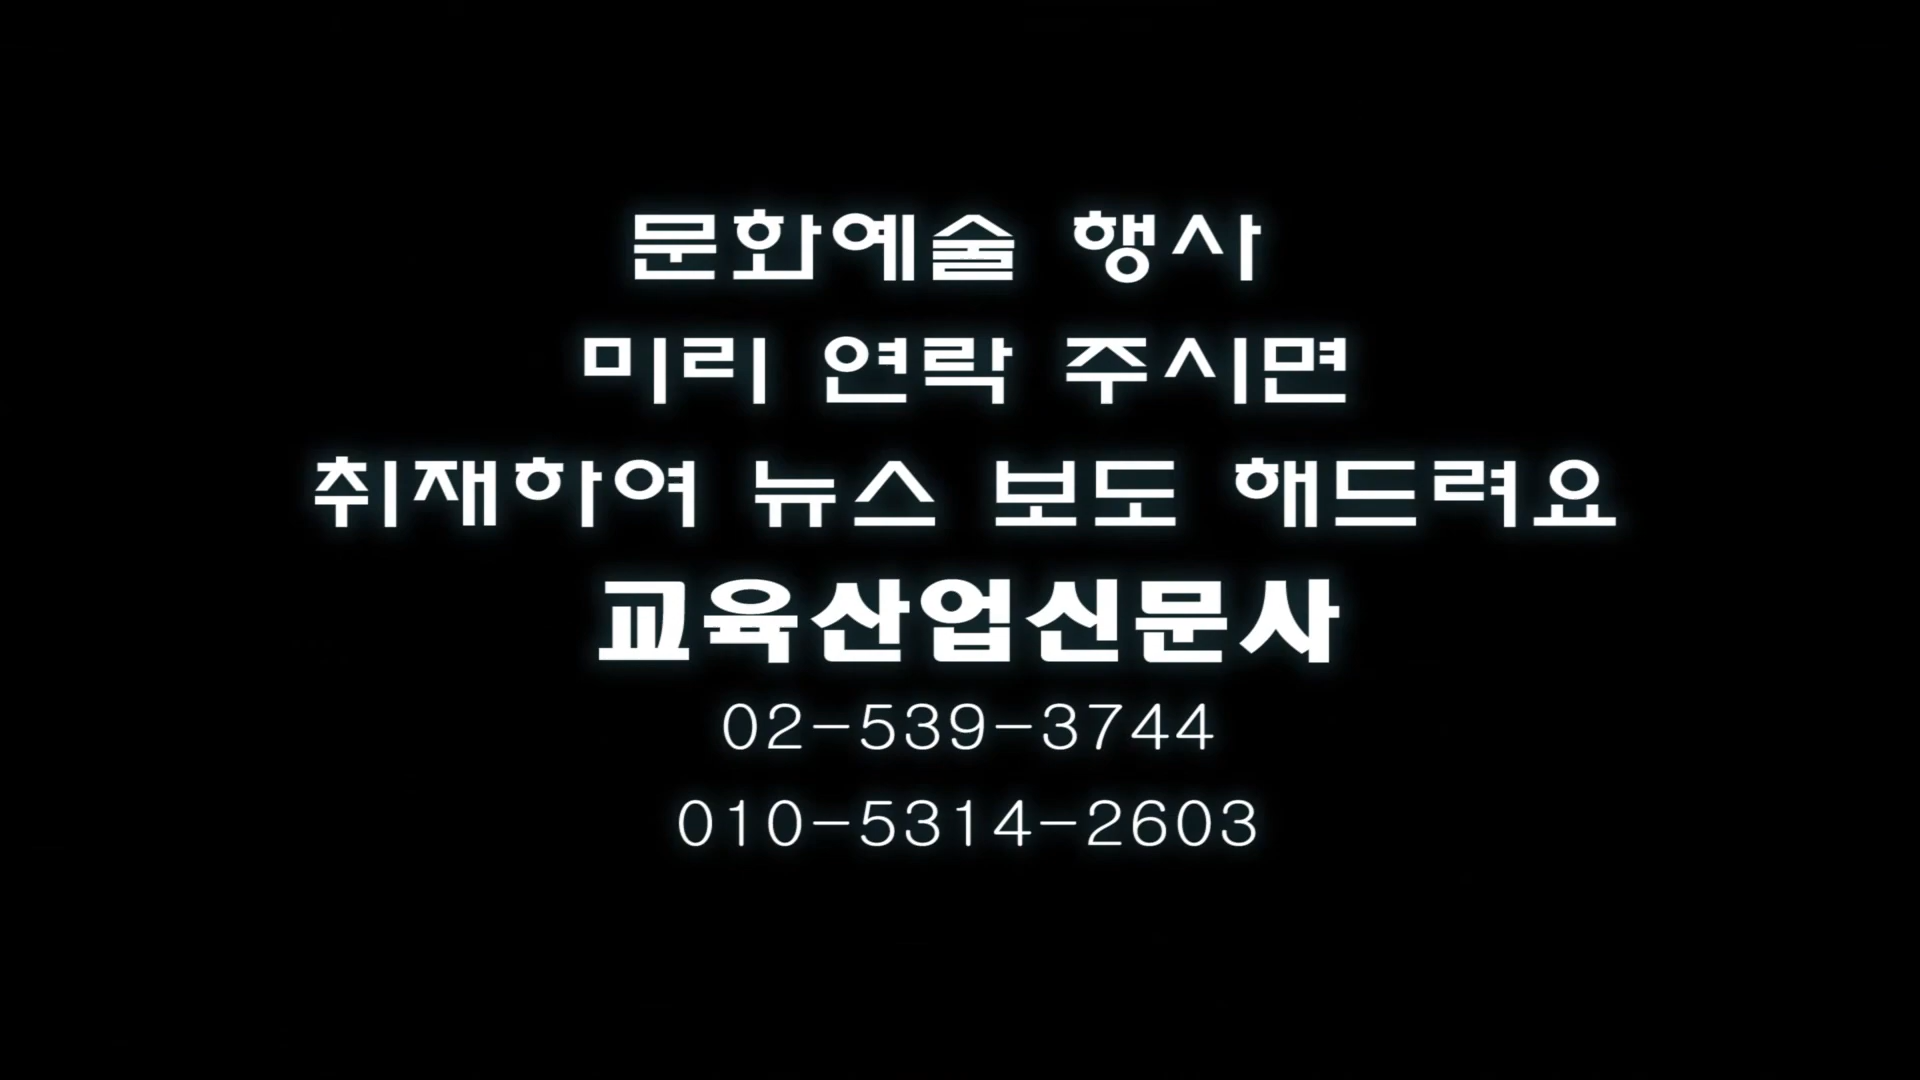 문화예술 행사
미리 연락 주시면
취재하여 뉴스 보도 해드려요
교육산업신문사
02-539-3744
010-5314-2603